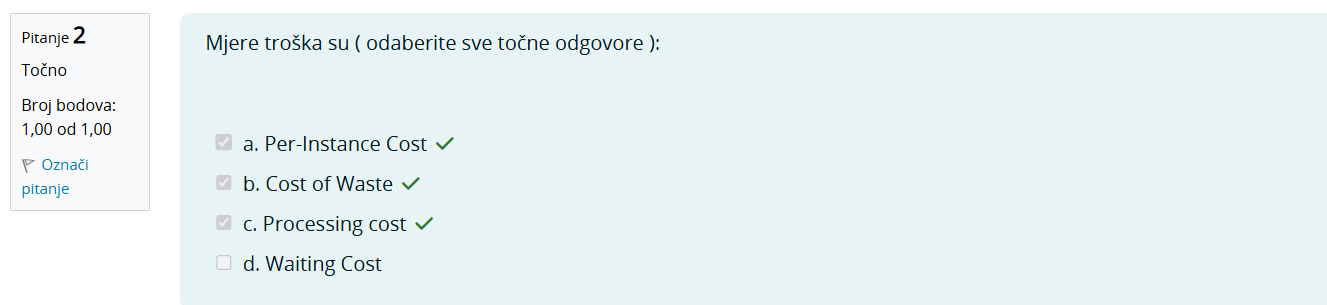 Pitanje 2
Točno
Broj bodova:
1,00 od 1,00
Označi
pitanje
Mjere troška su ( odaberite sve točne odgovore ):
a. Per-Instance Cost
b. Cost of Waste
c. Processing cost
d. Waiting Cost